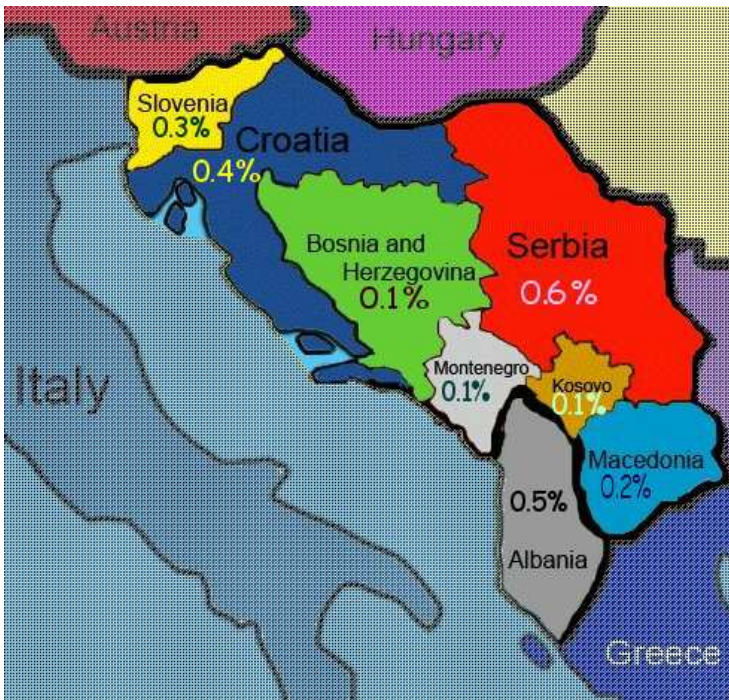 Austria
Hungary
Slovenia
0.3%
Croatia
0.4%
Bosnia and
Herzegovina
0.1%
Serbia
0.6%
Italy
Montenegro
0.1%
Kosovo
0.1%
Macedonia
0.2%
0.5%
Albania
Greece